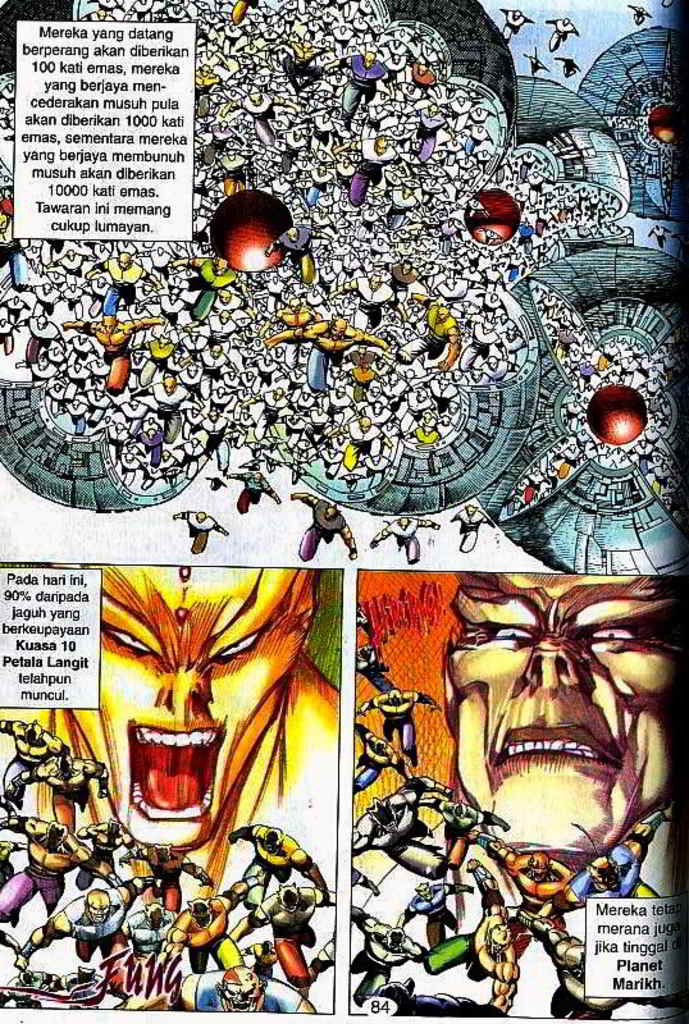 Mereka yang datang
berperang akan diberikan
100 kati emas, mereka
yang berjaya men-
cederakan musuh pula
akan diberikan 1000 kati
emas, sementara mereka
yang berjaya membunuh
musuh akan diberikan
10000 kati emas.
Tawaran ini memang
cukup lumayan.
Pada hari ini,
90% daripada
jaguh yang
berkeupayaan
Kuasa 10
Petala Langit
telahpun
muncul.
FUNG
Mereka tetap
merana juga
jika tinggal di
Planet
Marikh.
84